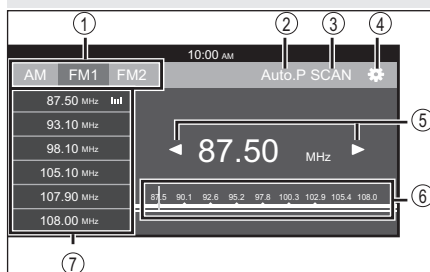 ① ② ③ ④
10:00 AM
AM FM1 FM2 Auto.P SCAN
87.50 MHz
93.10 MHz
98.10 MHz
105.10 MHz
107.90 MHz
108.00 MHz
87.50 MHz
⑤
87.5 90.1 92.6 95.2 97.8 100.3 102.9 105.4 108.0
⑥
⑦